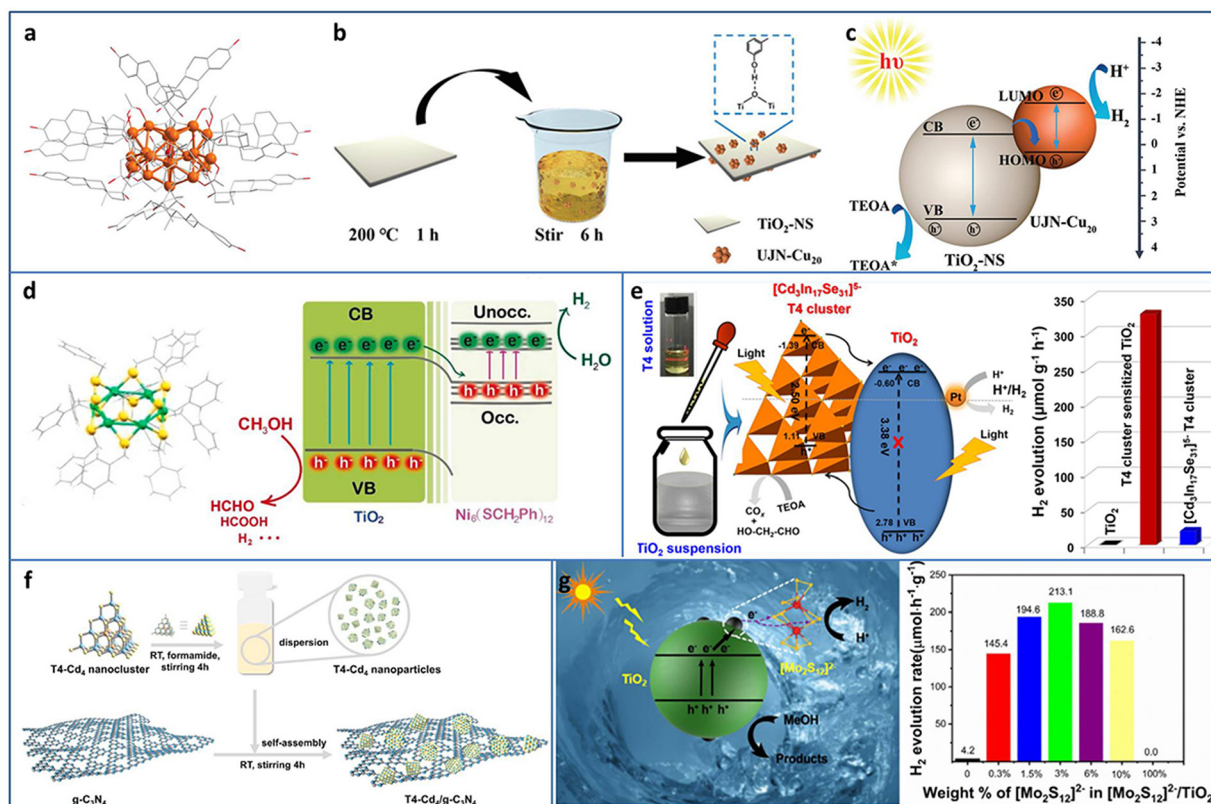 a
b
O
H
O
Ti Ti
200 °C 1 h
Stir 6 h
TiO₂-NS
UJN-Cu₂₀
c
hυ
LUMO
e⁻
H⁺
H₂
CB
e⁻
HOMO
h⁺
TEOA
VB
h⁺ h⁺
UJN-Cu₂₀
TEOA*
TiO₂-NS
-4
-3
-2
-1
0
1
2
3
4
Potential vs. NHE
d
CB
Unocc.
H₂
e⁻ e⁻ e⁻ e⁻ e⁻
e⁻ e⁻ e⁻ e⁻
H₂O
h⁻ h⁻ h⁻ h⁻
Occ.
CH₃OH
h⁻ h⁻ h⁻ h⁻ h⁻
HCHO
HCOOH
H₂ ···
VB
TiO₂
Ni₆(SCH₂Ph)₁₂
e
T4 solution
[Cd₃In₁₇Se₃₁]⁵⁻
T4 cluster
TiO₂
e⁻
-1.39 CB
Light
2.50 eV
1.11 VB
h⁺
e⁻ e⁻ e⁻
-0.60 CB
3.38 eV
Pt
H⁺
H⁺/H₂
H₂
Light
COₓ
+
HO-CH₂-CHO
TEOA
2.78 VB
h⁺ h⁺ h⁺
TiO₂ suspension
H₂ evolution (μmol g⁻¹ h⁻¹)
350
300
250
200
150
100
50
0
TiO₂
T4 cluster sensitized TiO₂
[Cd₃In₁₇Se₃₁]⁵⁻ T4 cluster
f
T4-Cd₄ nanocluster
RT, formamide,
stirring 4h
dispersion
T4-Cd₄ nanoparticles
self-assembly
RT, stirring 4h
g-C₃N₄
T4-Cd₄/g-C₃N₄
g
e⁻
H₂
H⁺
e⁻ e⁻ e⁻
[Mo₂S₁₂]²⁻
TiO₂
h⁺ h⁺ h⁺
MeOH
Products
H₂ evolution rate(μmol·h⁻¹·g⁻¹)
250
200
150
100
50
4.2
145.4
194.6
213.1
188.8
162.6
0.0
0 0.3% 1.5% 3% 6% 10% 100%
Weight % of [Mo₂S₁₂]²⁻ in [Mo₂S₁₂]²⁻/TiO₂